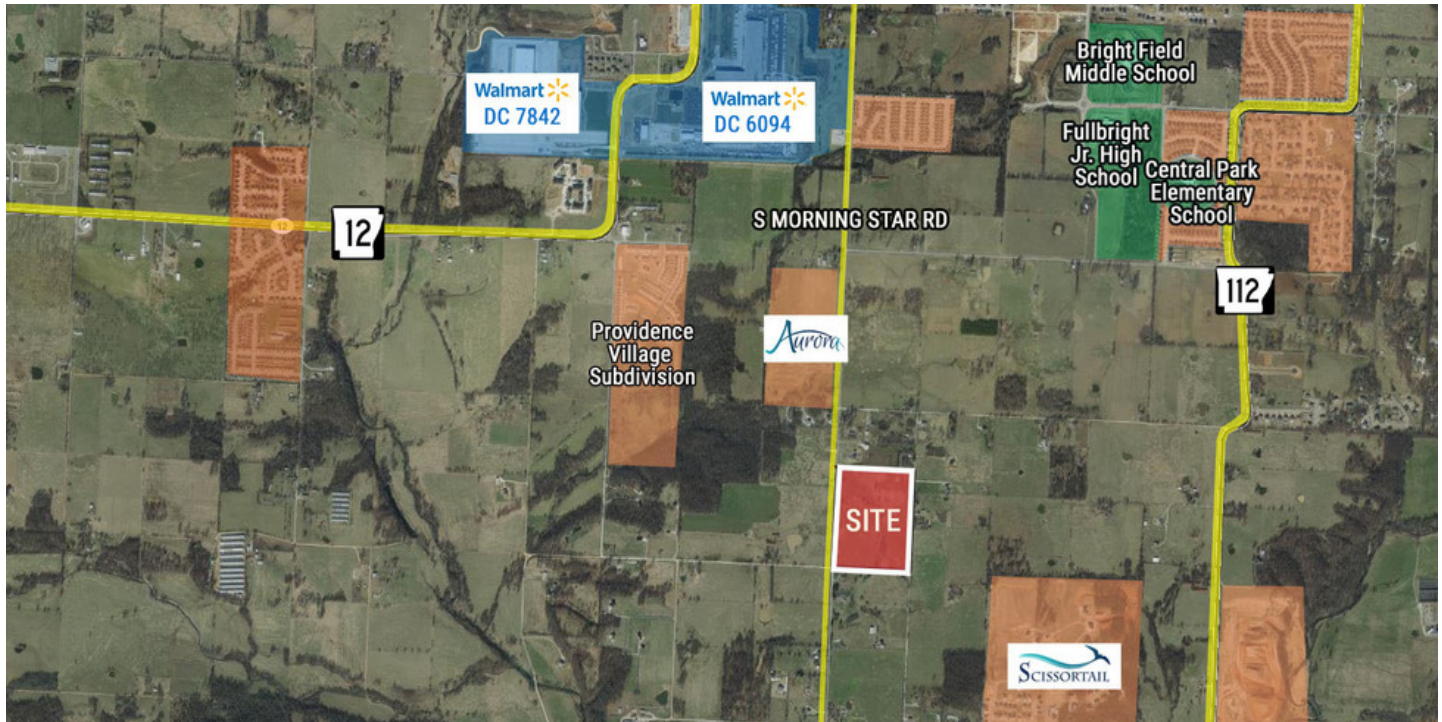 Bright Field
Middle School
Walmart
DC 7842
Walmart
DC 6094
Fullbright
Jr. High
School
Central Park
Elementary
School
12
12
S MORNING STAR RD
112
Aurora
Providence
Village
Subdivision
SITE
SCISSORTAIL